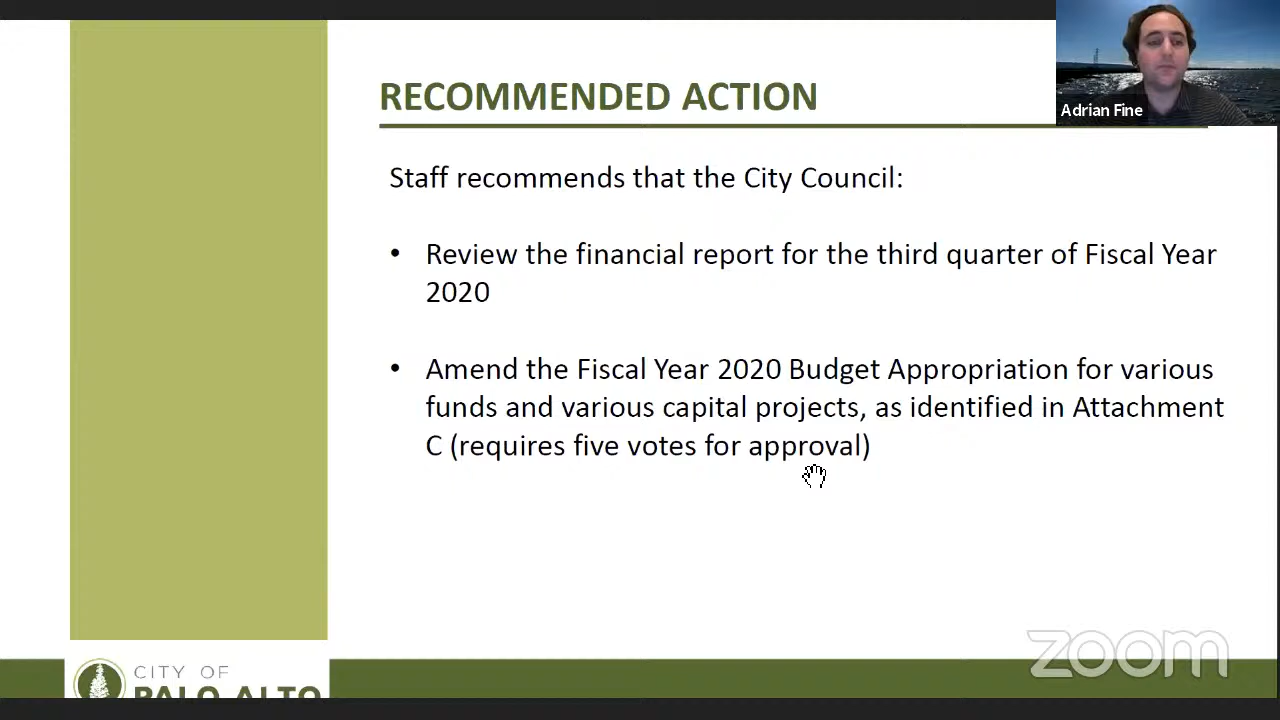 RECOMMENDED ACTION
Adrian Fine
Staff recommends that the City Council:
• Review the financial report for the third quarter of Fiscal Year
2020
• Amend the Fiscal Year 2020 Budget Appropriation for various
funds and various capital projects, as identified in Attachment
C (requires five votes for approval)
zoom
CITY OF
PALO ALTO